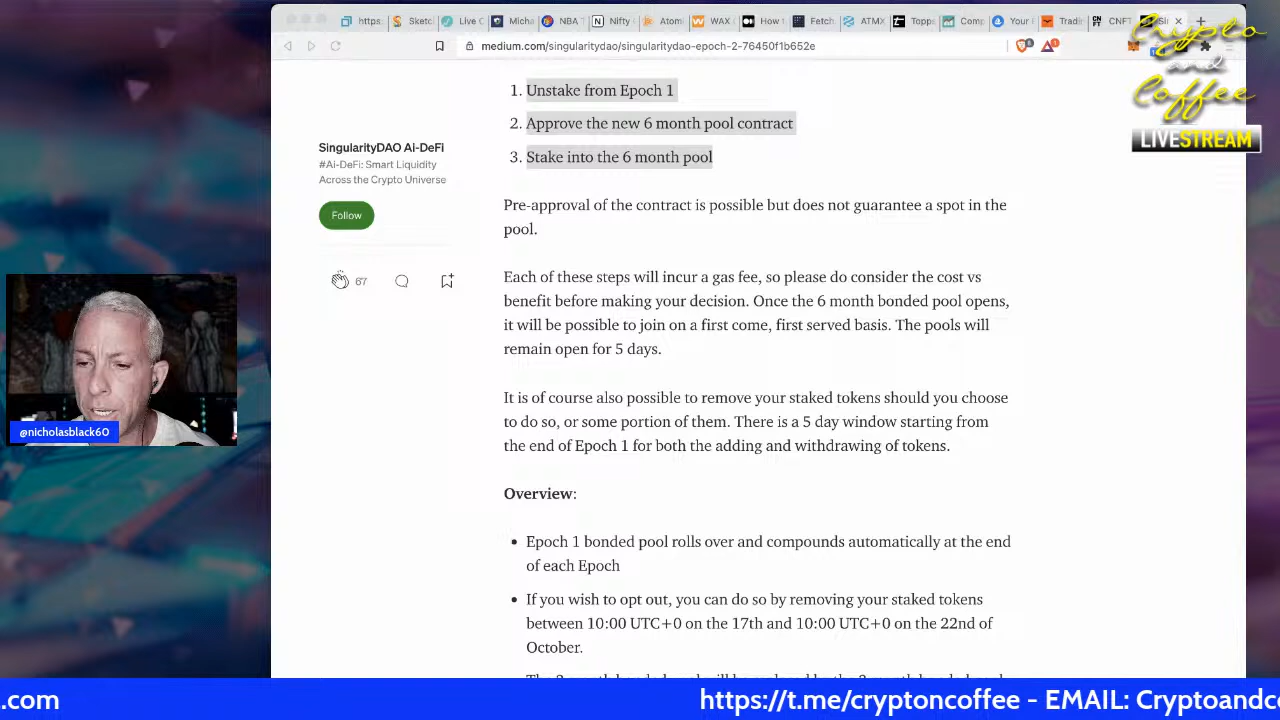 https:
Sketc
Live C
Micha
NBA T
Nifty
Atomi
WAX
How t
Fetch.
ATMX
Topps
Comp
Your
Tradin
CNFT
Sin
medium.com/singularitydao/singularitydao-epoch-2-76450f1b652e
Crypto
and
Coffee
LIVESTREAM
1. Unstake from Epoch 1
2. Approve the new 6 month pool contract
3. Stake into the 6 month pool
SingularityDAO Ai-DeFi
#Ai-DeFi: Smart Liquidity
Across the Crypto Universe
Follow
67
Pre-approval of the contract is possible but does not guarantee a spot in the
pool.
Each of these steps will incur a gas fee, so please do consider the cost vs
benefit before making your decision. Once the 6 month bonded pool opens,
it will be possible to join on a first come, first served basis. The pools will
remain open for 5 days.
It is of course also possible to remove your staked tokens should you choose
to do so, or some portion of them. There is a 5 day window starting from
the end of Epoch 1 for both the adding and withdrawing of tokens.
Overview:
• Epoch 1 bonded pool rolls over and compounds automatically at the end
of each Epoch
• If you wish to opt out, you can do so by removing your staked tokens
between 10:00 UTC+0 on the 17th and 10:00 UTC+0 on the 22nd of
October.
@nicholasblack60
.com
https://t.me/cryptoncoffee - EMAIL: Cryptoandc